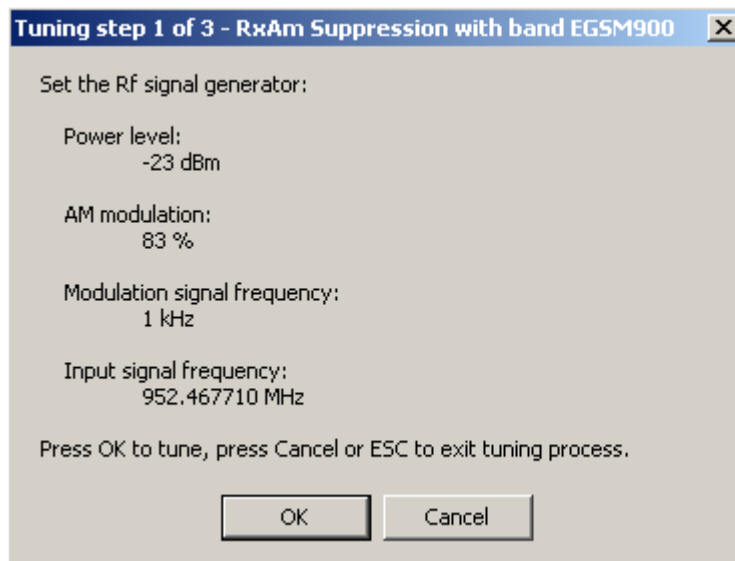 Tuning step 1 of 3 - RxAm Suppression with band EGSM900
Set the Rf signal generator:
Power level:
-23 dBm
AM modulation:
83 %
Modulation signal frequency:
1 kHz
Input signal frequency:
952.467710 MHz
Press OK to tune, press Cancel or ESC to exit tuning process.
OK
Cancel